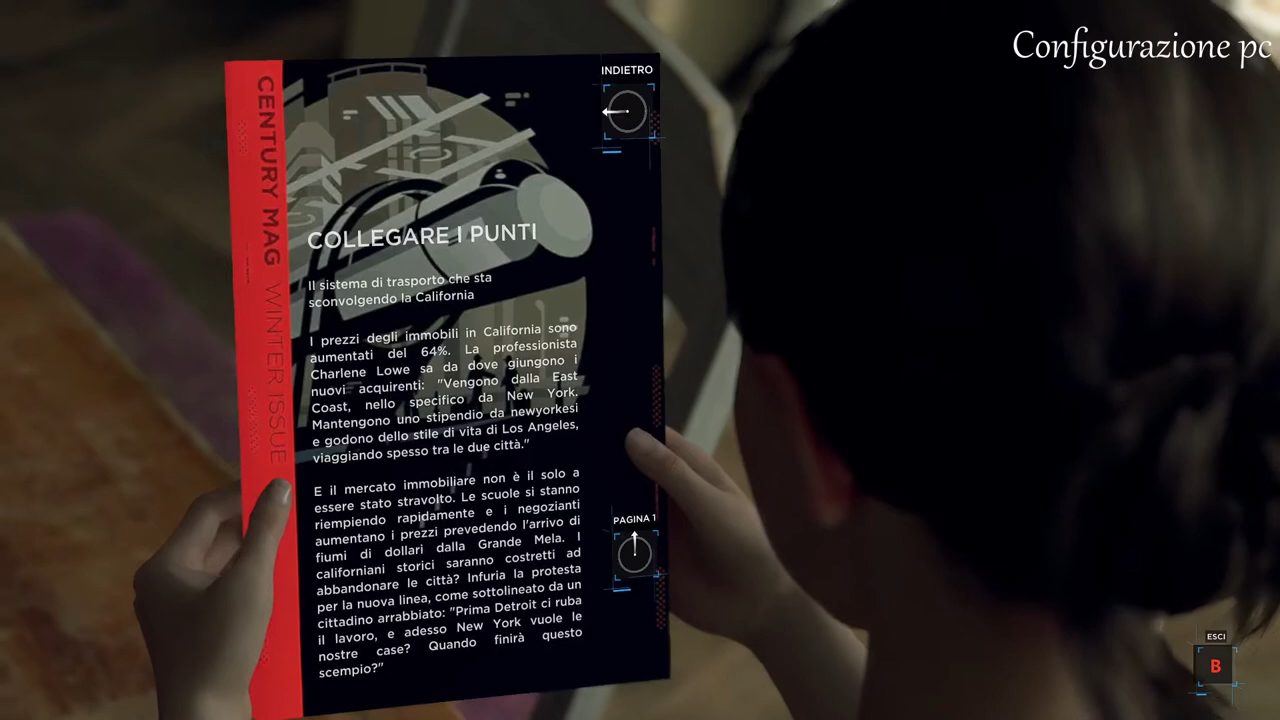 Configurazione pc
INDIETRO
CENTURY MAG WINTER ISSUE
COLLEGARE I PUNTI
Il sistema di trasporto che sta
sconvolgendo la California
I prezzi degli immobili in California sono
aumentati del 64%. La professionista
Charlene Lowe sa da dove giungono i
nuovi acquirenti: "Vengono dalla East
Coast, nello specifico da New York.
Mantengono uno stipendio da newyorkesi
e godono dello stile di vita di Los Angeles,
viaggiando spesso tra le due città."
E il mercato immobiliare non è il solo a
essere stato stravolto. Le scuole si stanno
riempiendo rapidamente e i negozianti
aumentano i prezzi prevedendo l'arrivo di
fiumi di dollari dalla Grande Mela. I
californiani storici saranno costretti ad
abbandonare le città? Infuria la protesta
per la nuova linea, come sottolineato da un
cittadino arrabbiato: "Prima Detroit ci ruba
il lavoro, e adesso New York vuole le
nostre case? Quando finirà questo
scempio?"
PAGINA 1
ESCI
B